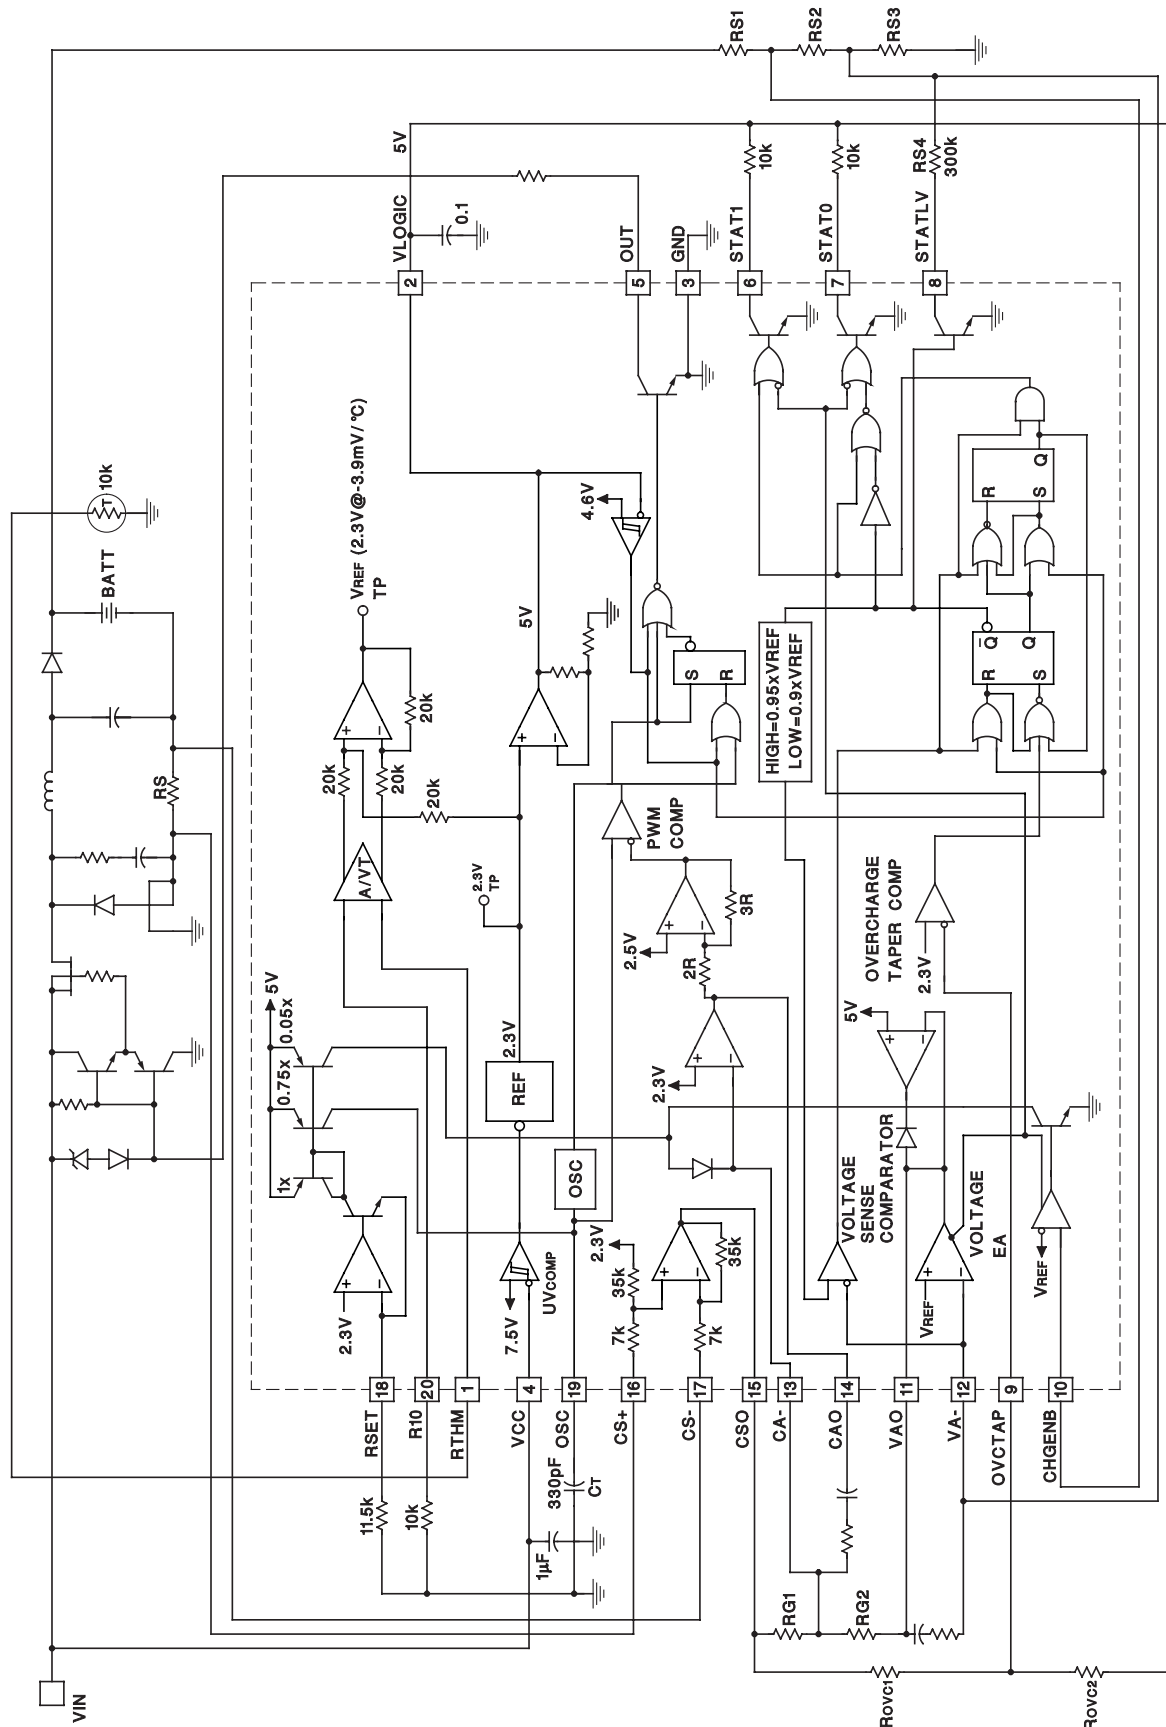 RS1
RS2
RS3
5V
10k
10k
RS4
300k
VLOGIC
0.1
OUT
GND
STAT1
STAT0
STATLV
2
5
3
6
7
8
T
10k
BATT
VREF (2.3V@-3.9mV/°C)
TP
4.6V
5V
S
R
HIGH=0.95xVREF
LOW=0.9xVREF
R
S
Q
Q
Q
R
S
20k
20k
20k
20k
A/VT
RS
2.3V
TP
PWM
COMP
3R
2.5V
2R
OVERCHARGE
TAPER COMP
2.3V
5V
0.05x
0.75x
1x
2.3V
REF
2.3V
5V
OSC
VOLTAGE
SENSE
COMPARATOR
2.3V
7.5V
UVCOMP
2.3V
35k
7k
35k
7k
VREF
VOLTAGE
EA
VREF
18
20
1
4
19
16
17
15
13
14
11
12
9
10
RSET
R10
RTHM
VCC
OSC
CS+
CS-
CSO
CA-
CAO
VAO
VA-
OVCTAP
CHGENB
11.5k
10k
1µF
330pF
CT
RG1
RG2
ROVC1
ROVC2
VIN